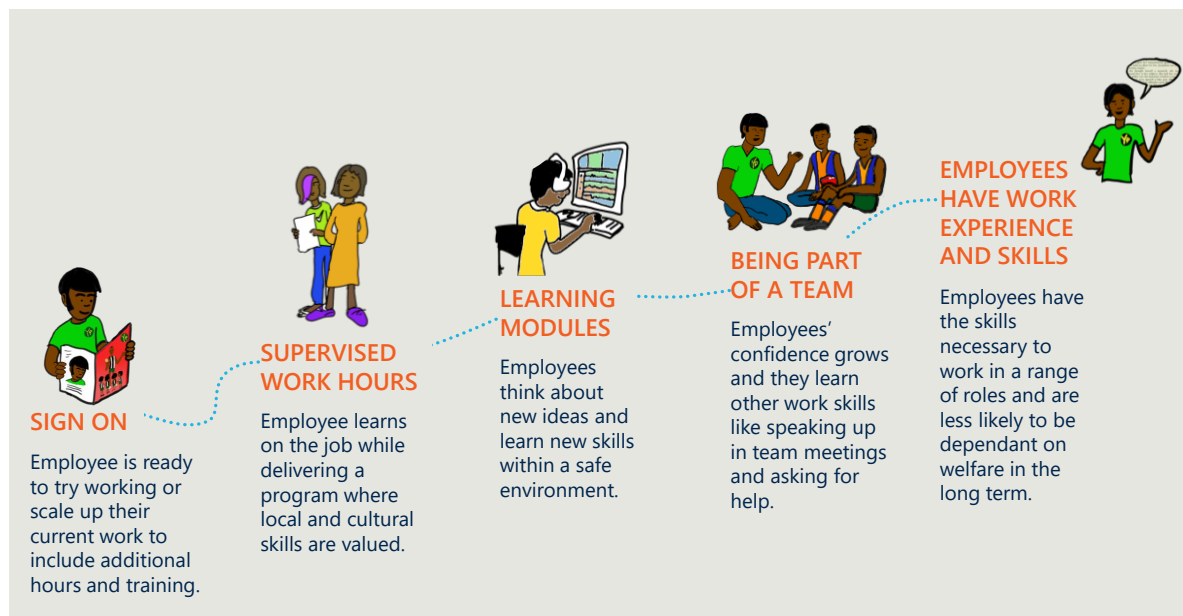 SIGN ON
Employee is ready
to try working or
scale up their
current work to
include additional
hours and training.
SUPERVISED
WORK HOURS
Employee learns
on the job while
delivering a
program where
local and cultural
skills are valued.
LEARNING
MODULES
Employees
think about
new ideas and
learn new skills
within a safe
environment.
BEING PART
OF A TEAM
Employees’
confidence grows
and they learn
other work skills
like speaking up
in team meetings
and asking for
help.
EMPLOYEES
HAVE WORK
EXPERIENCE
AND SKILLS
Employees have
the skills
necessary to
work in a range
of roles and are
less likely to be
dependant on
welfare in the
long term.